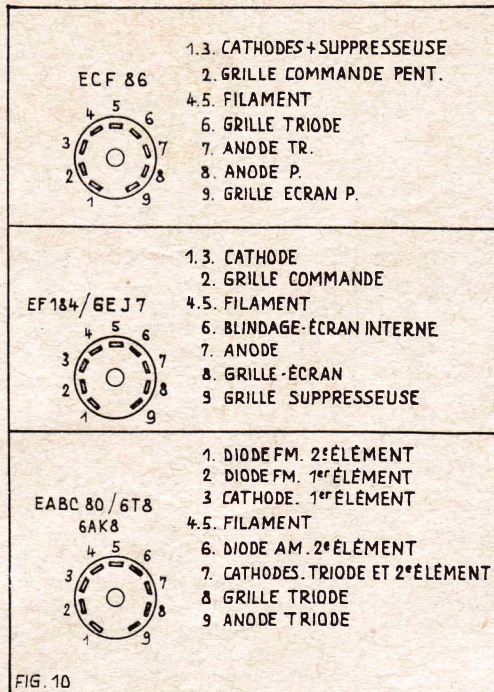 ECF 86
4 5 6
3 7
2 8
1 9
1.3. CATHODES + SUPPRESSEUSE
2. GRILLE COMMANDE PENT.
4.5. FILAMENT
6. GRILLE TRIODE
7. ANODE TR.
8. ANODE P.
9. GRILLE ECRAN P.
EF 184/6EJ7
4 5 6
3 7
2 8
1 9
1.3. CATHODE
2. GRILLE COMMANDE
4.5. FILAMENT
6. BLINDAGE-ÉCRAN INTERNE
7. ANODE
8. GRILLE-ÉCRAN
9 GRILLE SUPPRESSEUSE
EABC 80/6T8
6AK8
4 5 6
3 7
2 8
1 9
1. DIODE FM. 2e ÉLÉMENT
2 DIODE FM. 1er ÉLÉMENT
3 CATHODE. 1er ÉLÉMENT
4.5. FILAMENT
6. DIODE AM. 2e ÉLÉMENT
7. CATHODES. TRIODE ET 2e ÉLÉMENT
8 GRILLE TRIODE
9 ANODE TRIODE
FIG. 10